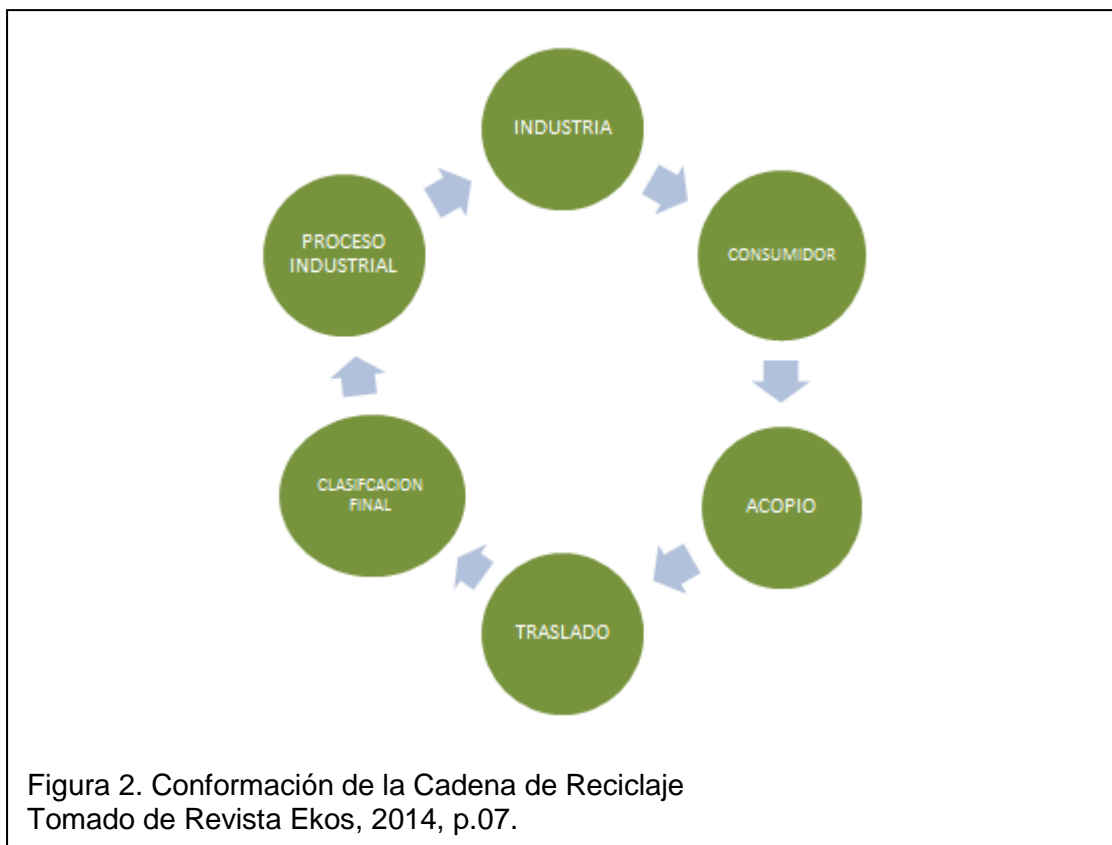 INDUSTRIA
CONSUMIDOR
ACOPIO
TRASLADO
CLASIFCACION
FINAL
PROCESO
INDUSTRIAL
Figura 2. Conformación de la Cadena de Reciclaje
Tomado de Revista Ekos, 2014, p.07.